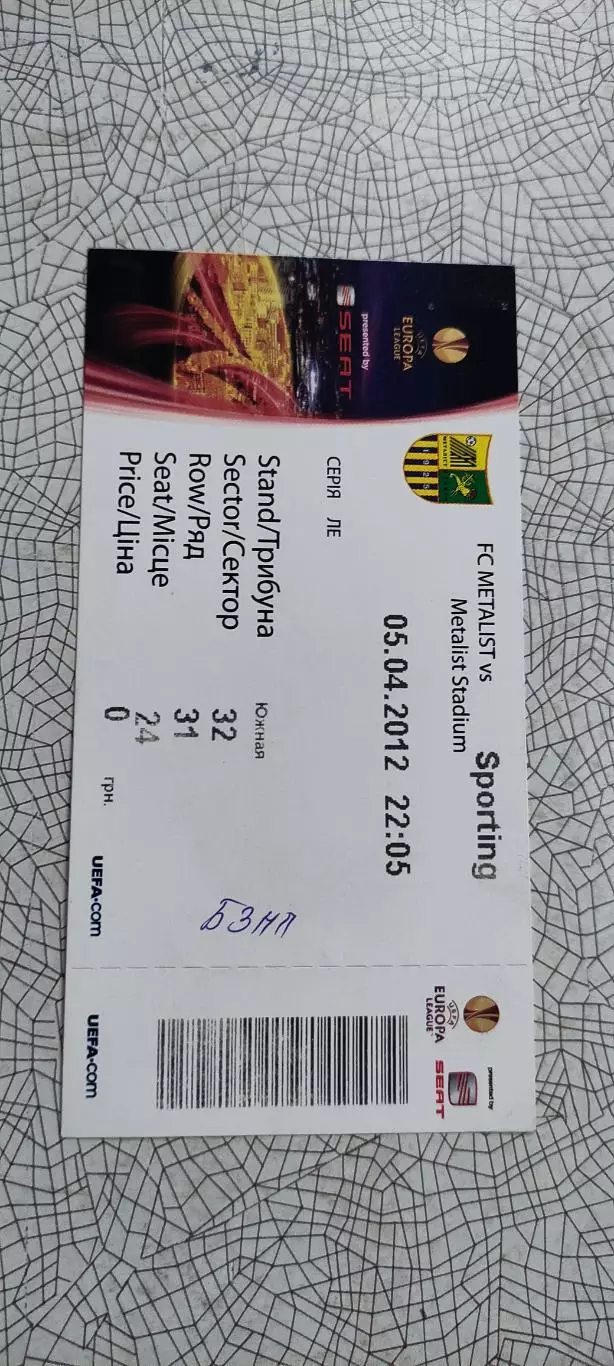 UEFA
EUROPA
LEAGUE
presented by
SEAT
METALIST
1925
FC METALIST vs Sporting
Metalist Stadium
05.04.2012 22:05
СЕРІЯ ЛЕ
Stand/Трибуна Южная
Sector/Сектор 32
Row/Ряд 31
Seat/Місце 24
Price/Ціна 0 грн.
UEFA.com
БЗНП
presented by
SEAT
UEFA
EUROPA
LEAGUE
UEFA.com